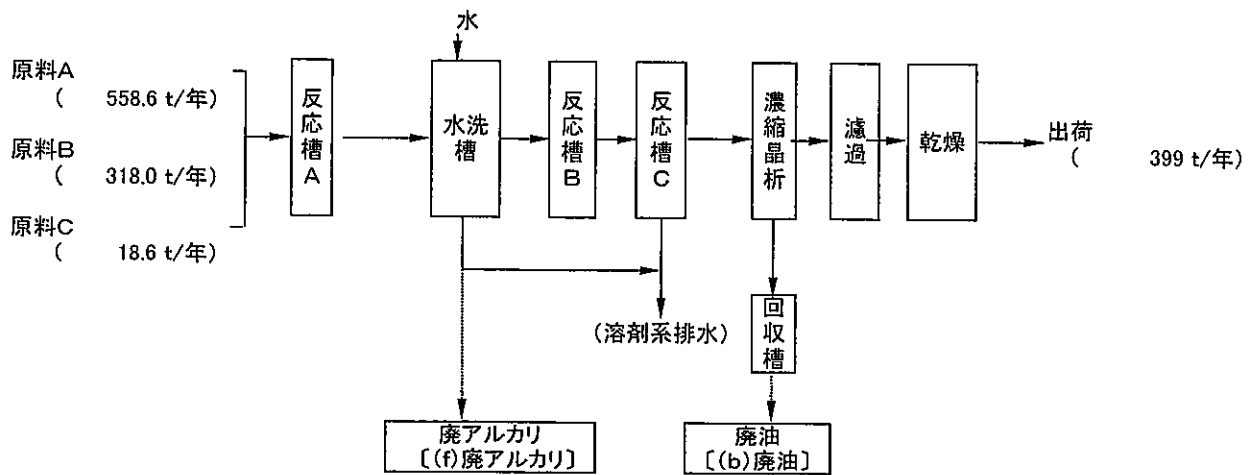 水
原料A
( 558.6 t/年)
原料B
( 318.0 t/年)
原料C
( 18.6 t/年)
反応槽A
水洗槽
反応槽B
反応槽C
濃縮晶析
濾過
乾燥
出荷
( 399 t/年)
(溶剤系排水)
回収槽
廃アルカリ
〔(f)廃アルカリ〕
廃油
〔(b)廃油〕